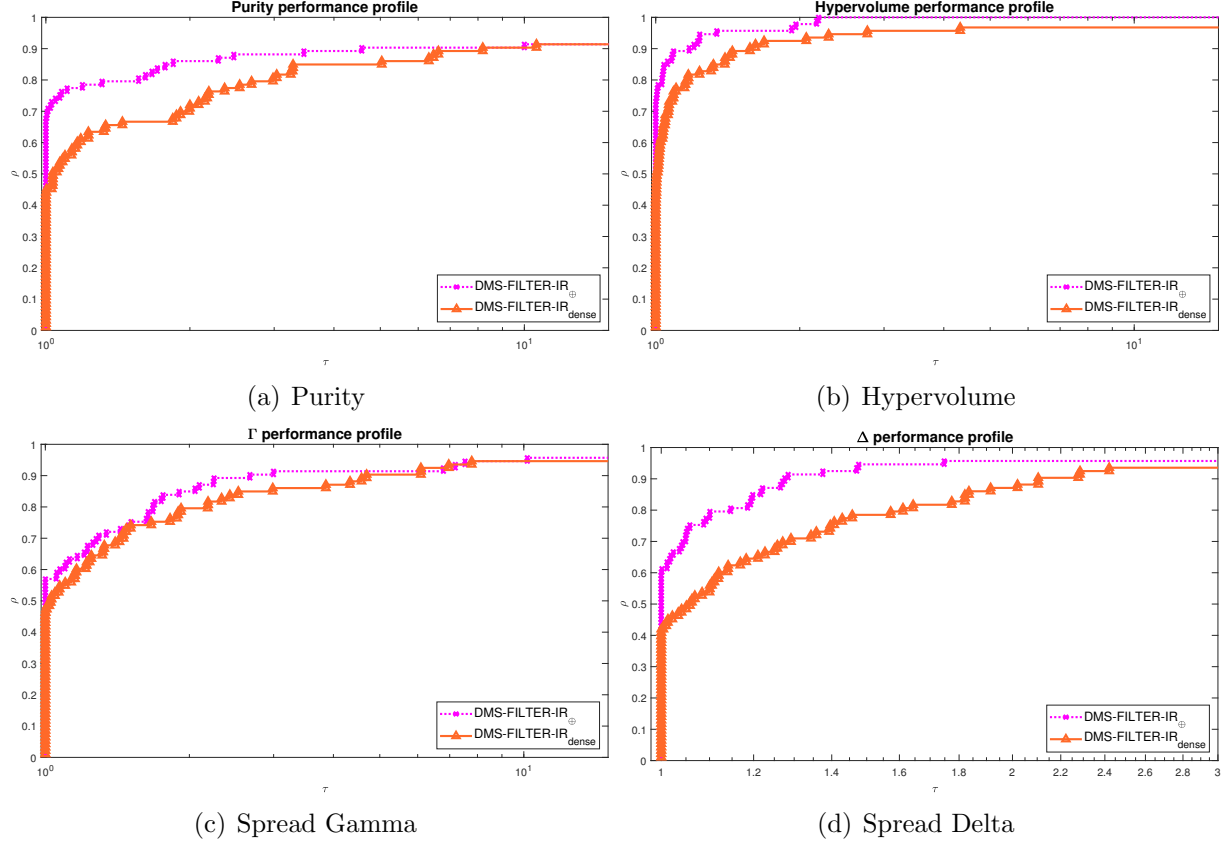 Purity performance profile
1
0.9
0.8
0.7
0.6
0.5
0.4
0.3
0.2
0.1
0
ρ
10⁰
10¹
τ
DMS-FILTER-IR⊕
DMS-FILTER-IRdense
(a) Purity
Hypervolume performance profile
1
0.9
0.8
0.7
0.6
0.5
0.4
0.3
0.2
0.1
0
ρ
10⁰
10¹
τ
DMS-FILTER-IR⊕
DMS-FILTER-IRdense
(b) Hypervolume
Γ performance profile
1
0.9
0.8
0.7
0.6
0.5
0.4
0.3
0.2
0.1
0
ρ
10⁰
10¹
τ
DMS-FILTER-IR⊕
DMS-FILTER-IRdense
(c) Spread Gamma
Δ performance profile
1
0.9
0.8
0.7
0.6
0.5
0.4
0.3
0.2
0.1
0
ρ
1 1.2 1.4 1.6 1.8 2 2.2 2.4 2.6 2.8 3
τ
DMS-FILTER-IR⊕
DMS-FILTER-IRdense
(d) Spread Delta